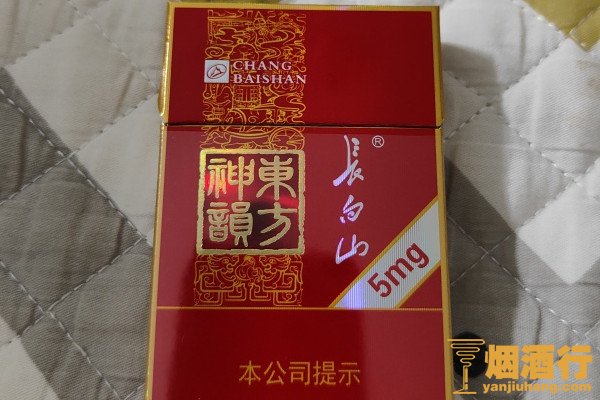 CHANG
BAISHAN
東方
神韻
長白山®
5mg
本公司提示
烟酒行
yanjiuhang.com